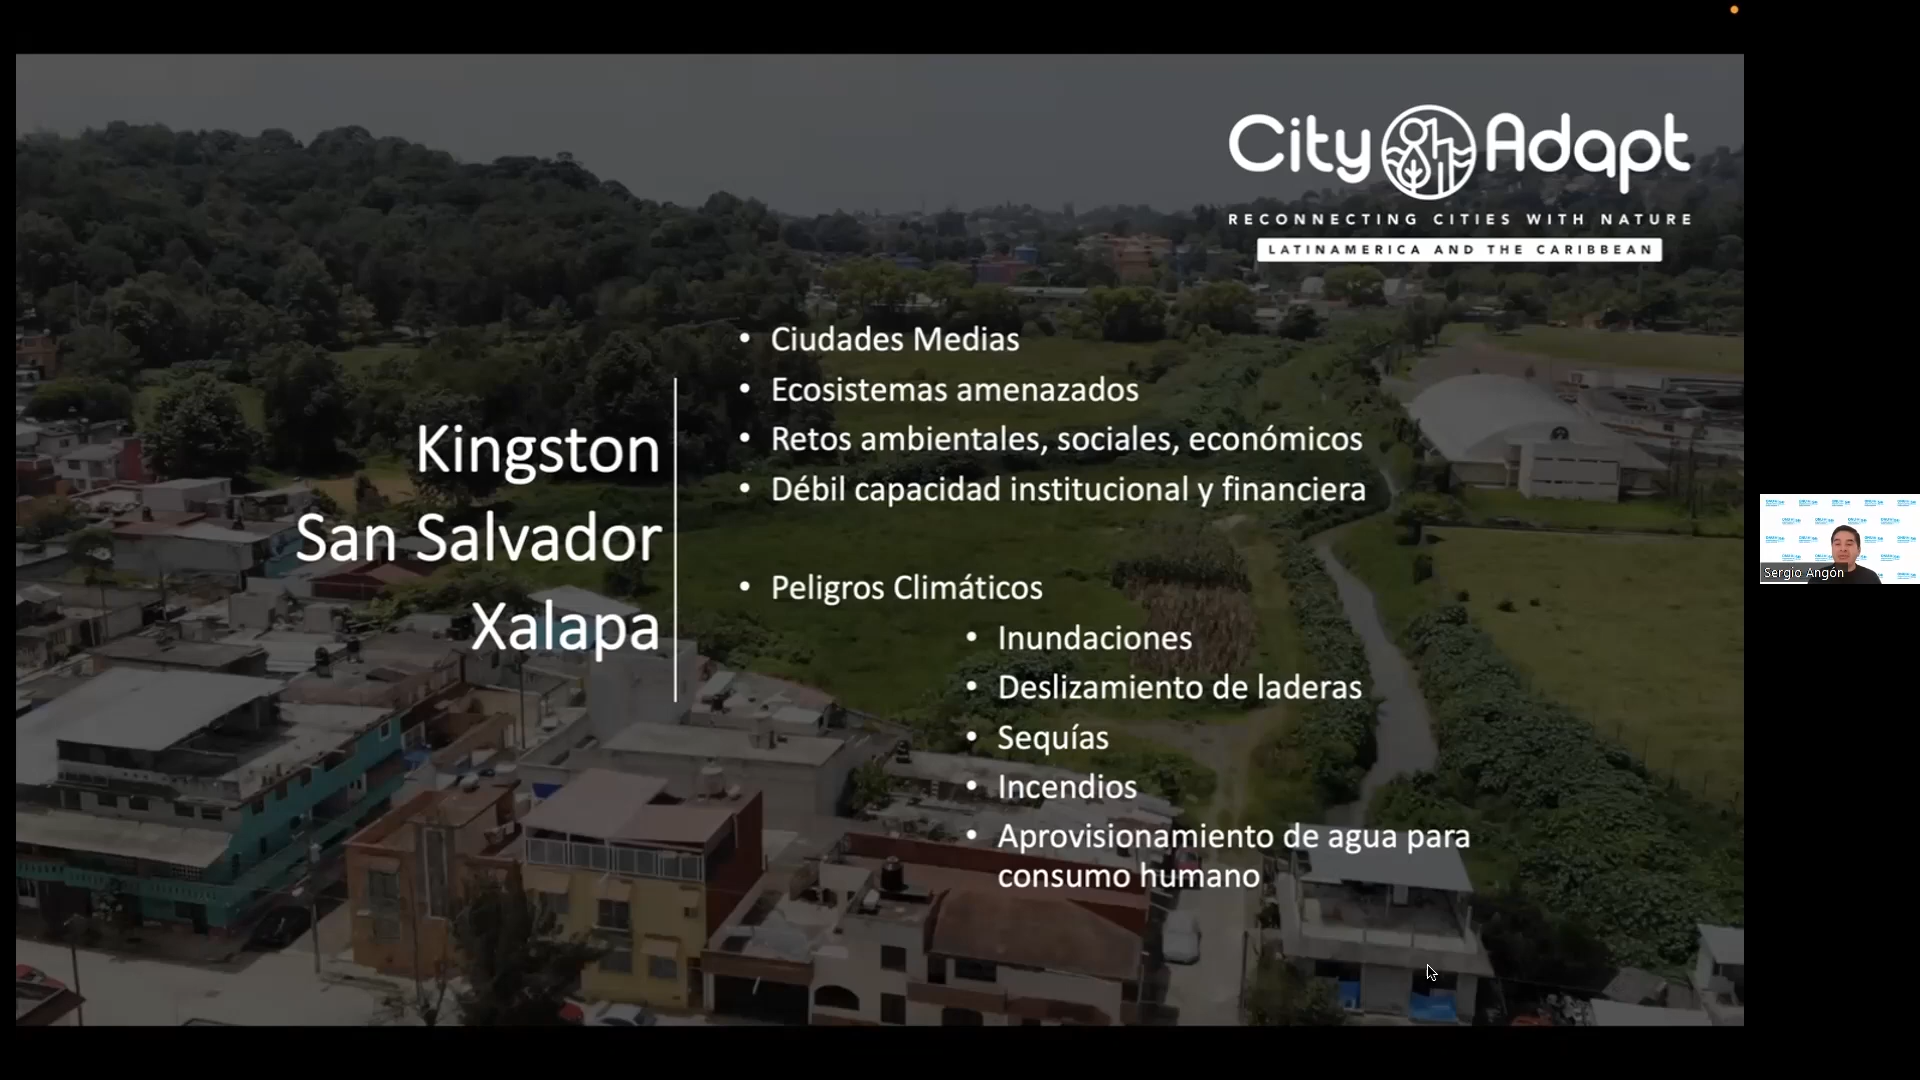 City Adapt
RECONNECTING CITIES WITH NATURE
LATINAMERICA AND THE CARIBBEAN
Kingston
San Salvador
Xalapa
• Ciudades Medias
• Ecosistemas amenazados
• Retos ambientales, sociales, económicos
• Débil capacidad institucional y financiera
• Peligros Climáticos
• Inundaciones
• Deslizamiento de laderas
• Sequías
• Incendios
• Aprovisionamiento de agua para
consumo humano
Sergio Angón